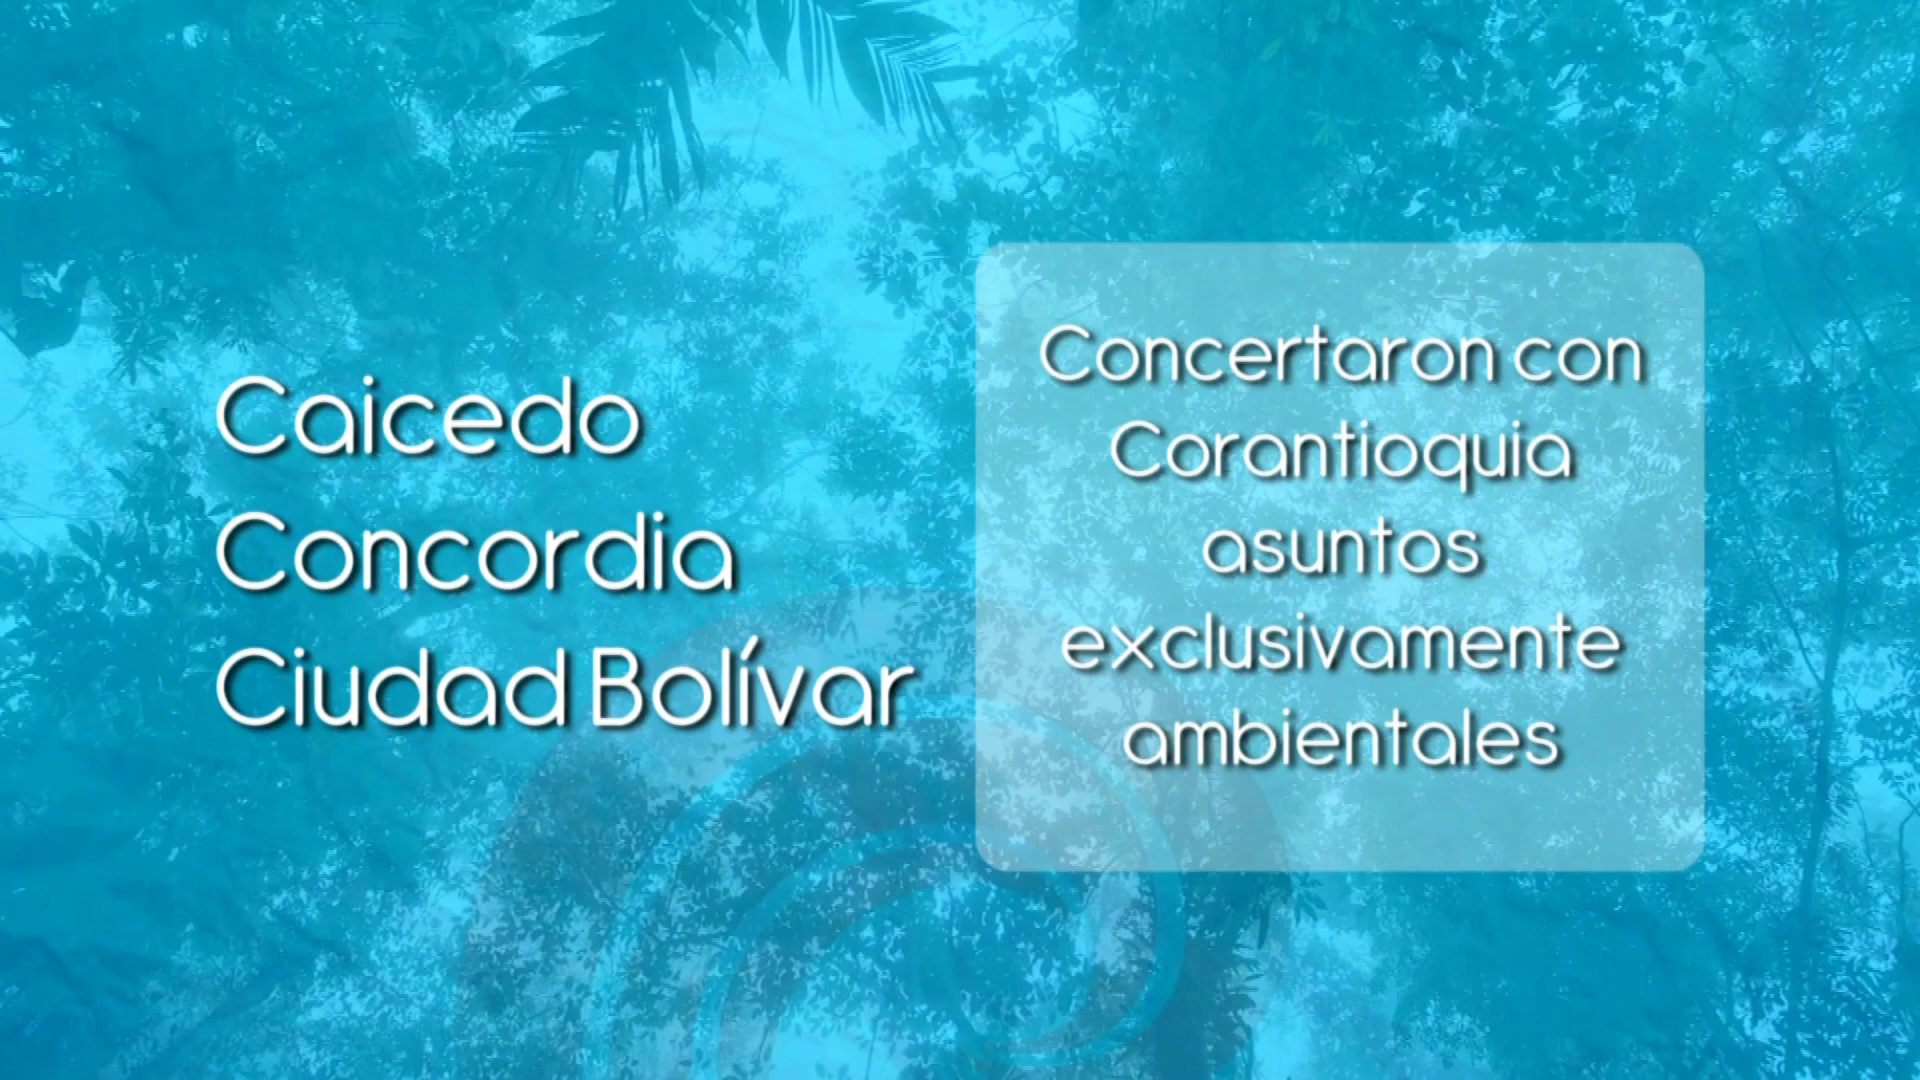 Caicedo
Concordia
Ciudad Bolívar
Concertaron con
Corantioquia
asuntos
exclusivamente
ambientales